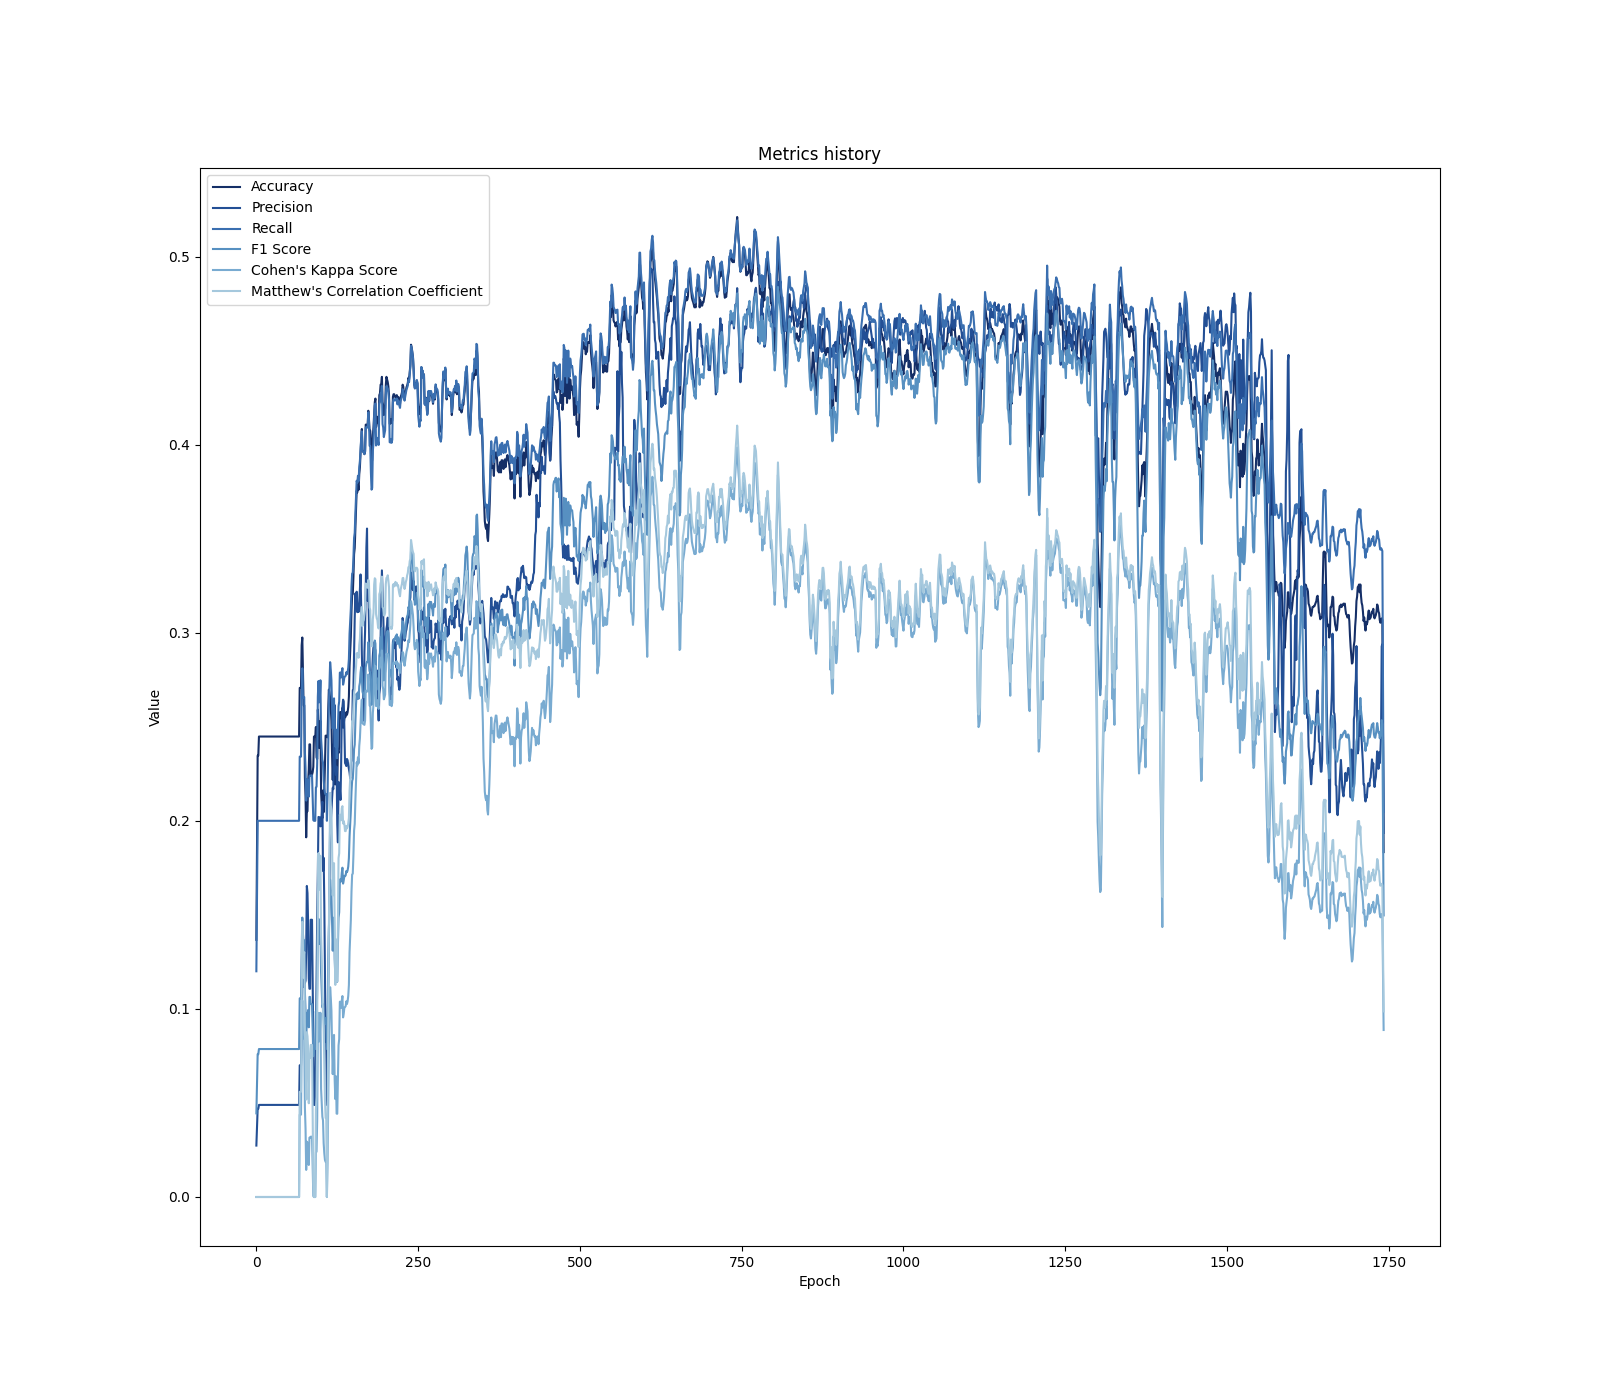 Metrics history
Accuracy
Precision
Recall
F1 Score
Cohen's Kappa Score
Matthew's Correlation Coefficient
0.5
0.4
0.3
0.2
0.1
0.0
Value
0 250 500 750 1000 1250 1500 1750
Epoch